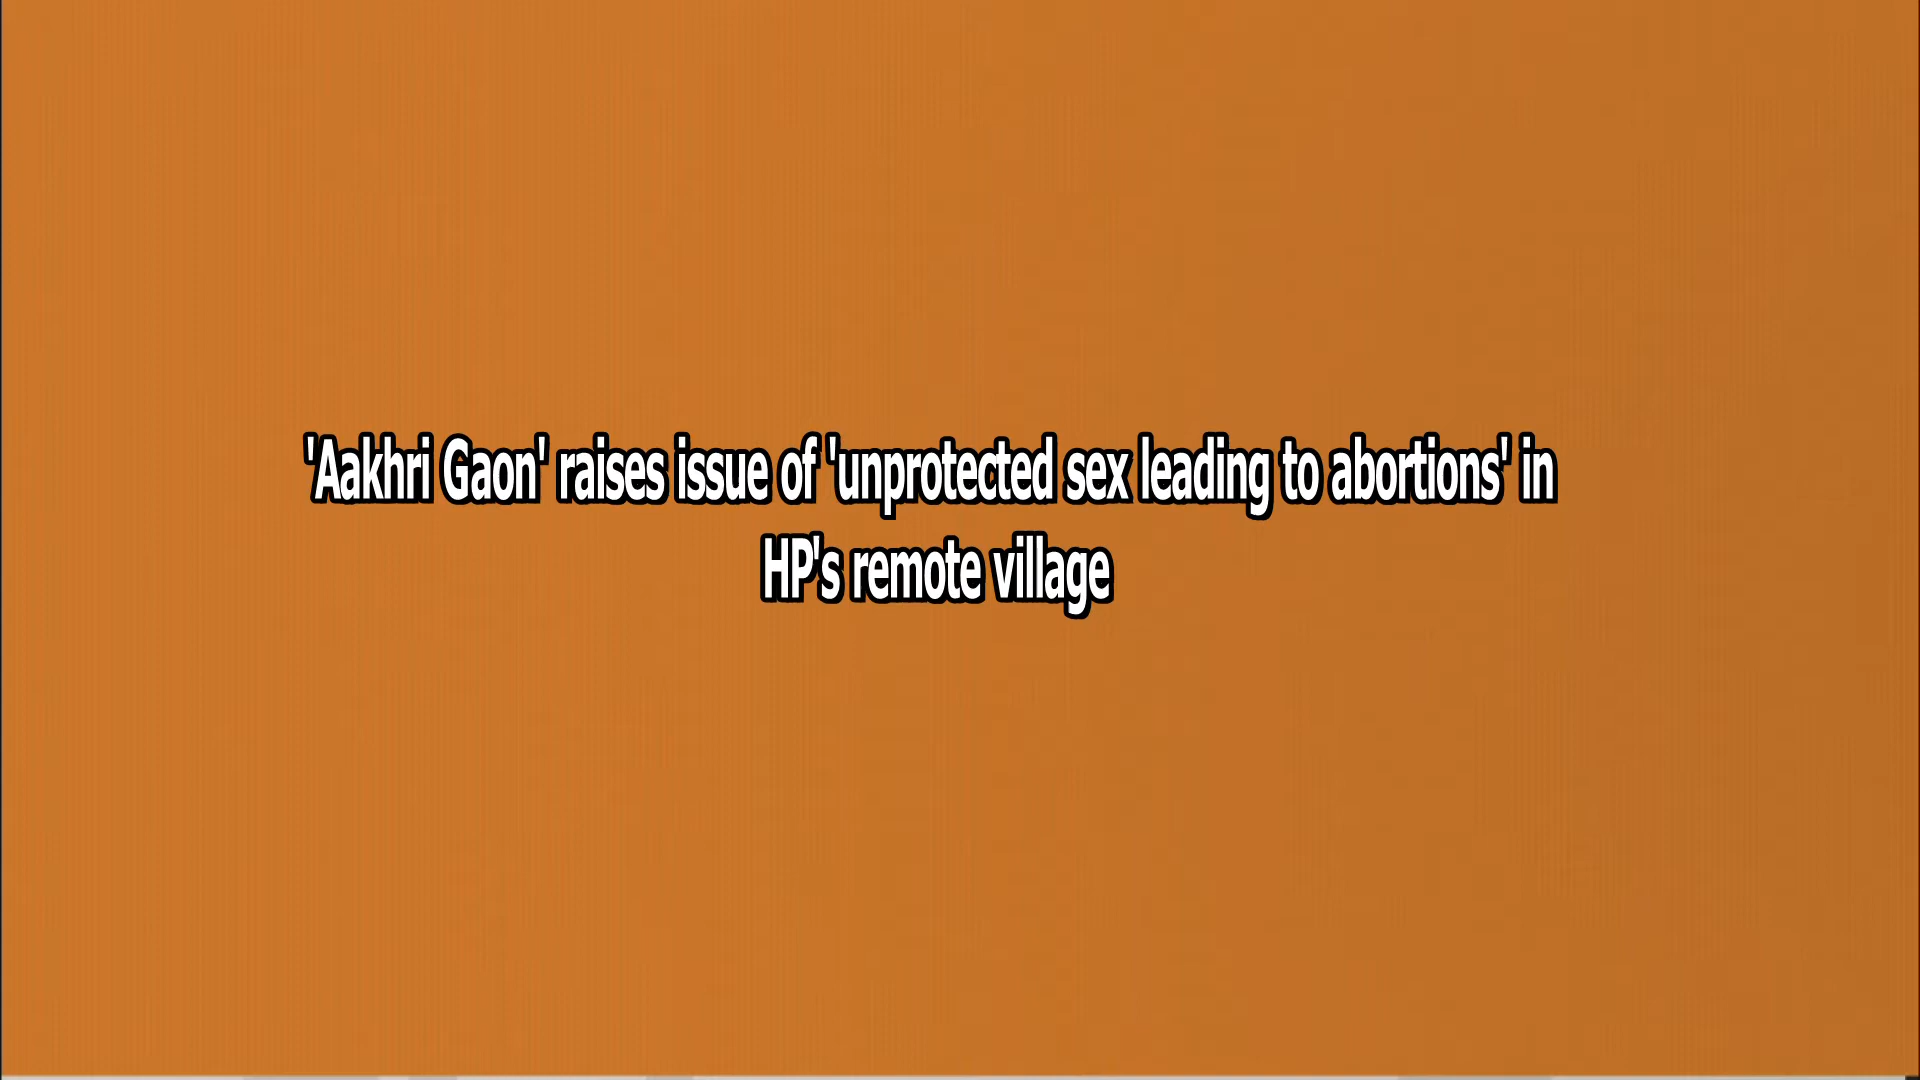 'Aakhri Gaon' raises issue of 'unprotected sex leading to abortions' in
HP's remote village